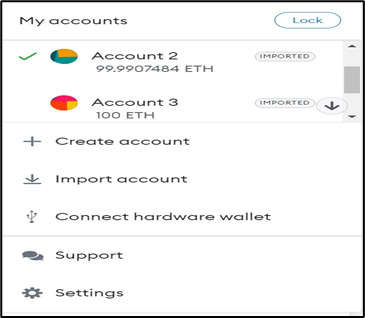 My accounts Lock
Account 2 IMPORTED
99.9907484 ETH
Account 3 IMPORTED
100 ETH
Create account
Import account
Connect hardware wallet
Support
Settings